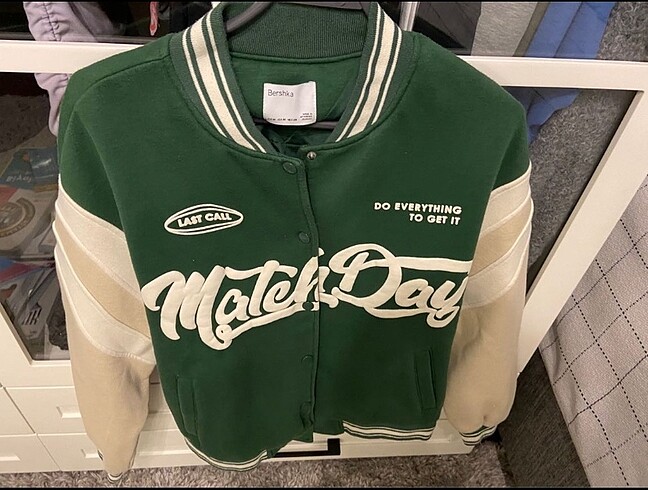 Bershka
LAST CALL
DO EVERYTHING
TO GET IT
Match Day